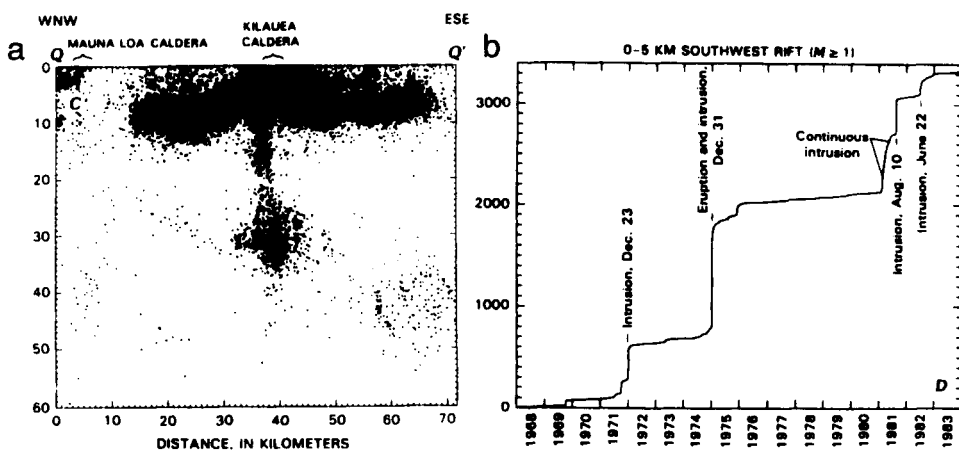 WNW
ESE
a
MAUNA LOA CALDERA
KILAUEA
CALDERA
Q
Q'
C
0
10
20
30
40
50
60
0
10
20
30
40
50
60
70
DISTANCE, IN KILOMETERS
b
0–5 KM SOUTHWEST RIFT (M ≥ 1)
3000
2000
1000
0
Intrusion, Dec. 23
Eruption and intrusion,
Dec. 31
Continuous
intrusion
Intrusion, Aug. 10
Intrusion, June 22
D
1968
1969
1970
1971
1972
1973
1974
1975
1976
1977
1978
1979
1980
1981
1982
1983